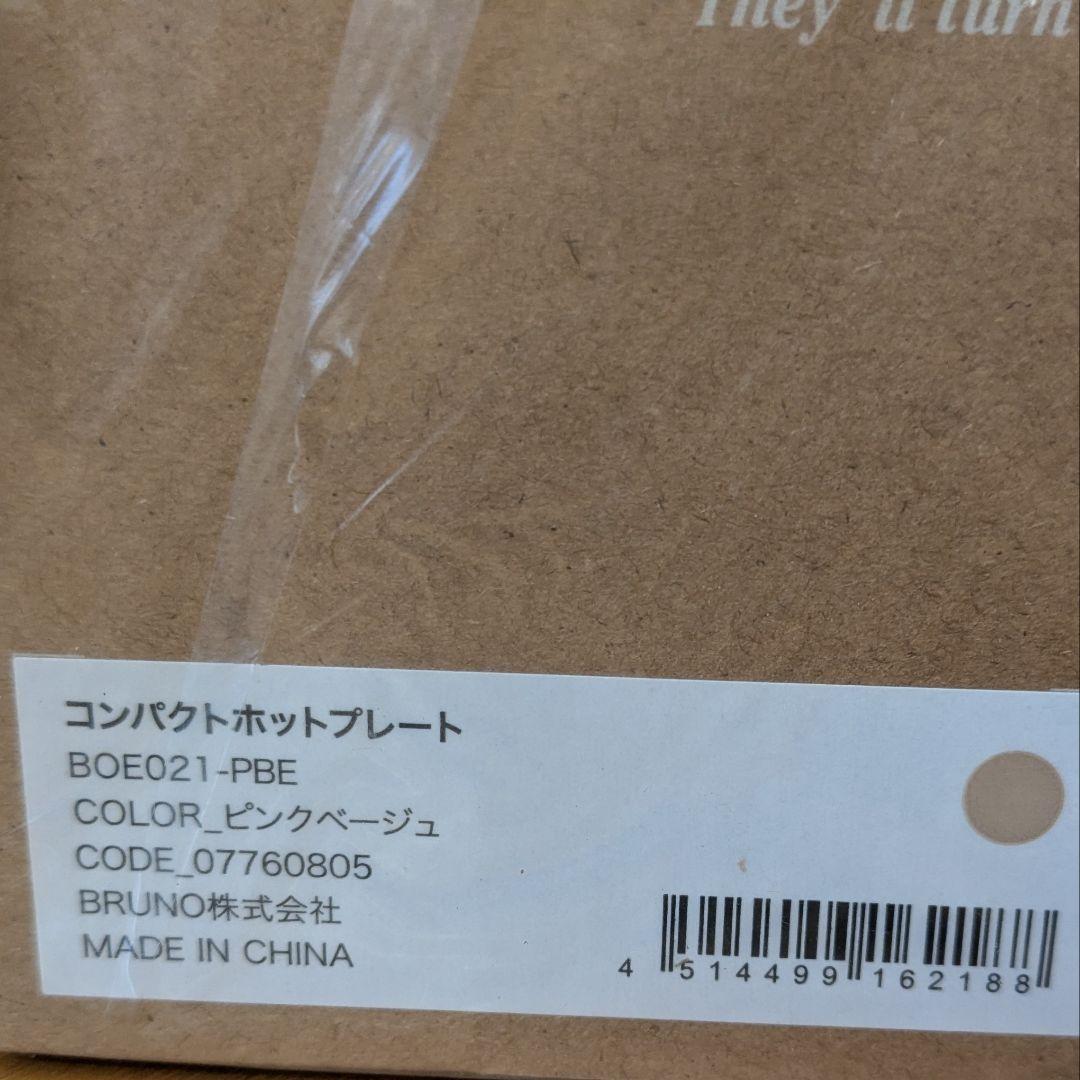 They'll turn
コンパクトホットプレート
BOE021-PBE
COLOR_ピンクベージュ
CODE_07760805
BRUNO株式会社
MADE IN CHINA
4 514499 162188